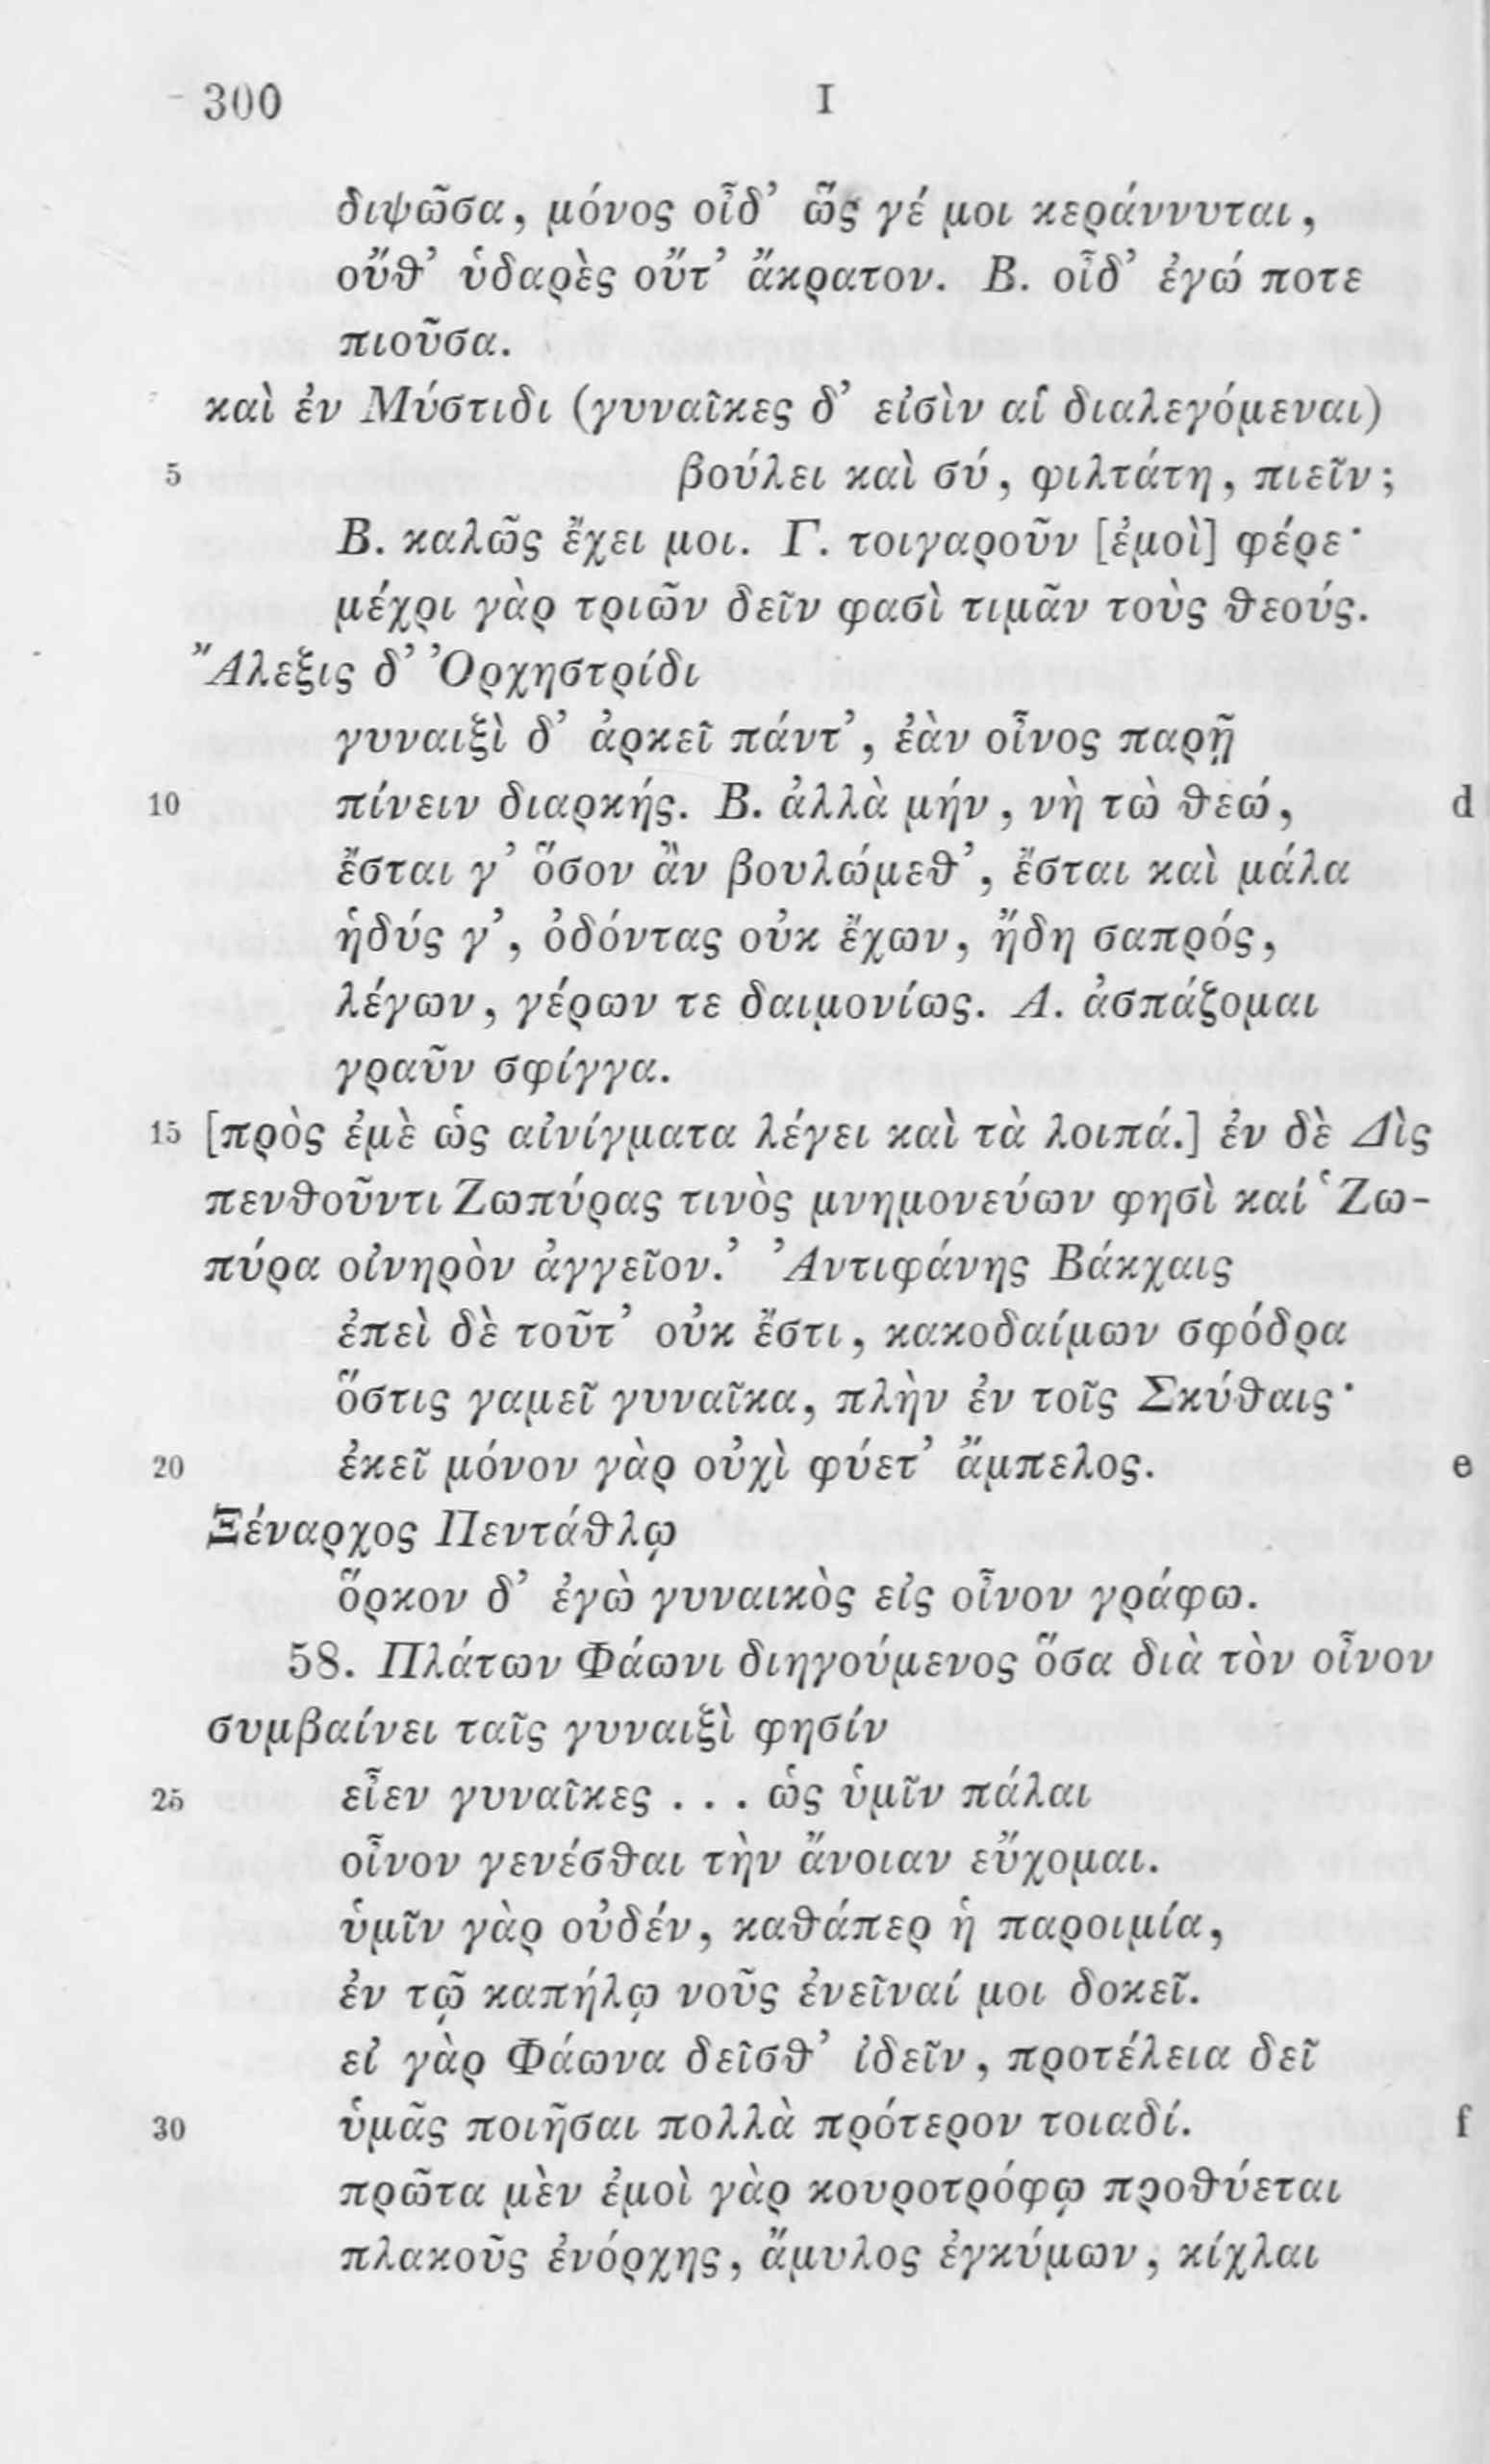 300 I
διψῶσα, μόνος οἶδ’ ὥς γέ μοι κεράννυται,
οὔθ’ ὑδαρὲς οὔτ’ ἄκρατον. Β. οἶδ’ ἐγώ ποτε
πιοῦσα.
καὶ ἐν Μύστιδι (γυναῖκες δ’ εἰσὶν αἱ διαλεγόμεναι)
5 βούλει καὶ σύ, φιλτάτη, πιεῖν;
Β. καλῶς ἔχει μοι. Γ. τοιγαροῦν [ἐμοὶ] φέρε·
μέχρι γὰρ τριῶν δεῖν φασὶ τιμᾶν τοὺς θεούς.
Ἄλεξις δ’ Ὀρχηστρίδι
γυναιξὶ δ’ ἀρκεῖ πάντ’, ἐὰν οἶνος παρῇ
10 πίνειν διαρκής. Β. ἀλλὰ μήν, νὴ τὼ θεώ, d
ἔσται γ’ ὅσον ἂν βουλώμεθ’, ἔσται καὶ μάλα
ἡδύς γ’, ὀδόντας οὐκ ἔχων, ἤδη σαπρός,
λέγων, γέρων τε δαιμονίως. Α. ἀσπάζομαι
γραῦν σφίγγα.
15 [πρὸς ἐμὲ ὡς αἰνίγματα λέγει καὶ τὰ λοιπά.] ἐν δὲ Δὶς
πενθοῦντι Ζωπύρας τινὸς μνημονεύων φησὶ καί ‘Ζω-
πύρα οἰνηρὸν ἀγγεῖον.’ Ἀντιφάνης Βάκχαις
ἐπεὶ δὲ τοῦτ’ οὐκ ἔστι, κακοδαίμων σφόδρα
ὅστις γαμεῖ γυναῖκα, πλὴν ἐν τοῖς Σκύθαις·
20 ἐκεῖ μόνον γὰρ οὐχὶ φύετ’ ἄμπελος. e
Ξέναρχος Πεντάθλῳ
ὅρκον δ’ ἐγὼ γυναικὸς εἰς οἶνον γράφω.
58. Πλάτων Φάωνι διηγούμενος ὅσα διὰ τὸν οἶνον
συμβαίνει ταῖς γυναιξὶ φησίν
25 εἶεν γυναῖκες . . . ὡς ὑμῖν πάλαι
οἶνον γενέσθαι τὴν ἄνοιαν εὔχομαι.
ὑμῖν γὰρ οὐδέν, καθάπερ ἡ παροιμία,
ἐν τῷ καπήλῳ νοῦς ἐνεῖναί μοι δοκεῖ.
εἰ γὰρ Φάωνα δεῖσθ’ ἰδεῖν, προτέλεια δεῖ
30 ὑμᾶς ποιῆσαι πολλὰ πρότερον τοιαδί. f
πρῶτα μὲν ἐμοὶ γὰρ κουροτρόφῳ προθύεται
πλακοῦς ἐνόρχης, ἄμυλος ἐγκύμων, κίχλαι